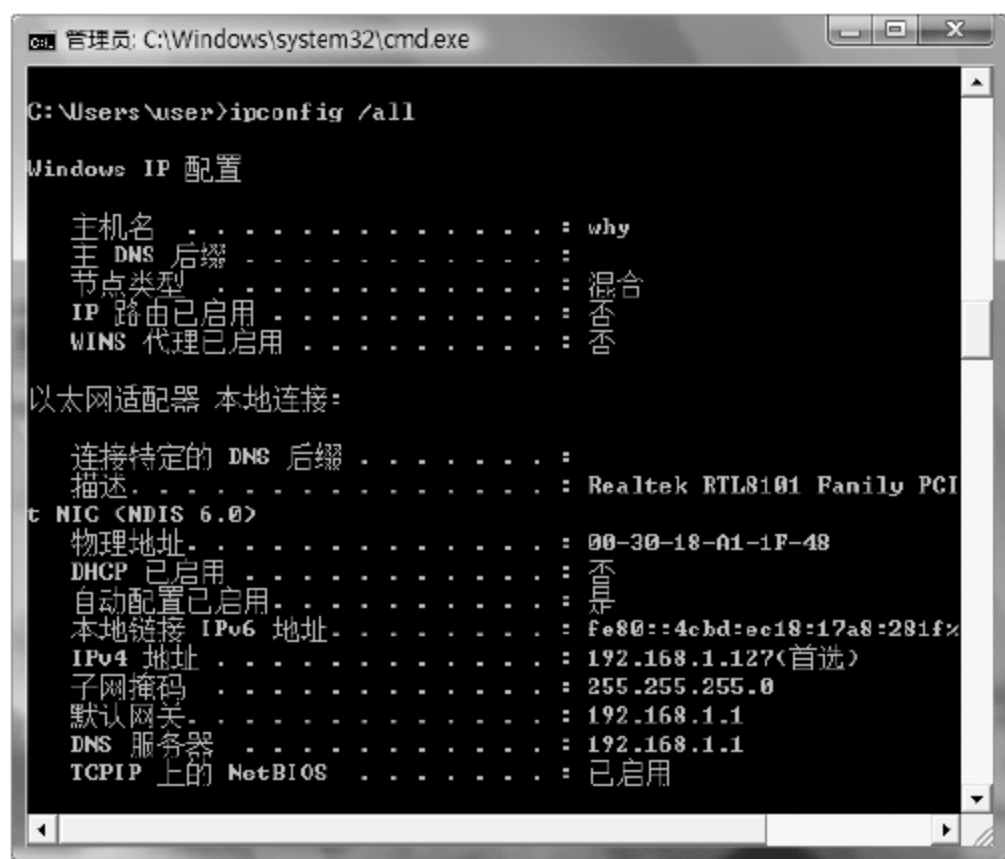 管理员: C:\Windows\system32\cmd.exe
C:\Users\user>ipconfig /all
Windows IP 配置
主机名 . . . . . . . . . . . . . : why
主 DNS 后缀 . . . . . . . . . . . :
节点类型 . . . . . . . . . . . . : 混合
IP 路由已启用 . . . . . . . . . . : 否
WINS 代理已启用 . . . . . . . . . : 否
以太网适配器 本地连接:
连接特定的 DNS 后缀 . . . . . . . :
描述. . . . . . . . . . . . . . . : Realtek RTL8101 Family PCI
t NIC (NDIS 6.0)
物理地址. . . . . . . . . . . . . : 00-30-18-A1-1F-48
DHCP 已启用 . . . . . . . . . . . : 否
自动配置已启用. . . . . . . . . . : 是
本地链接 IPv6 地址. . . . . . . . : fe80::4cbd:ec18:17a8:281f%
IPv4 地址 . . . . . . . . . . . . : 192.168.1.127(首选)
子网掩码 . . . . . . . . . . . . : 255.255.255.0
默认网关. . . . . . . . . . . . . : 192.168.1.1
DNS 服务器 . . . . . . . . . . . : 192.168.1.1
TCPIP 上的 NetBIOS . . . . . . . : 已启用